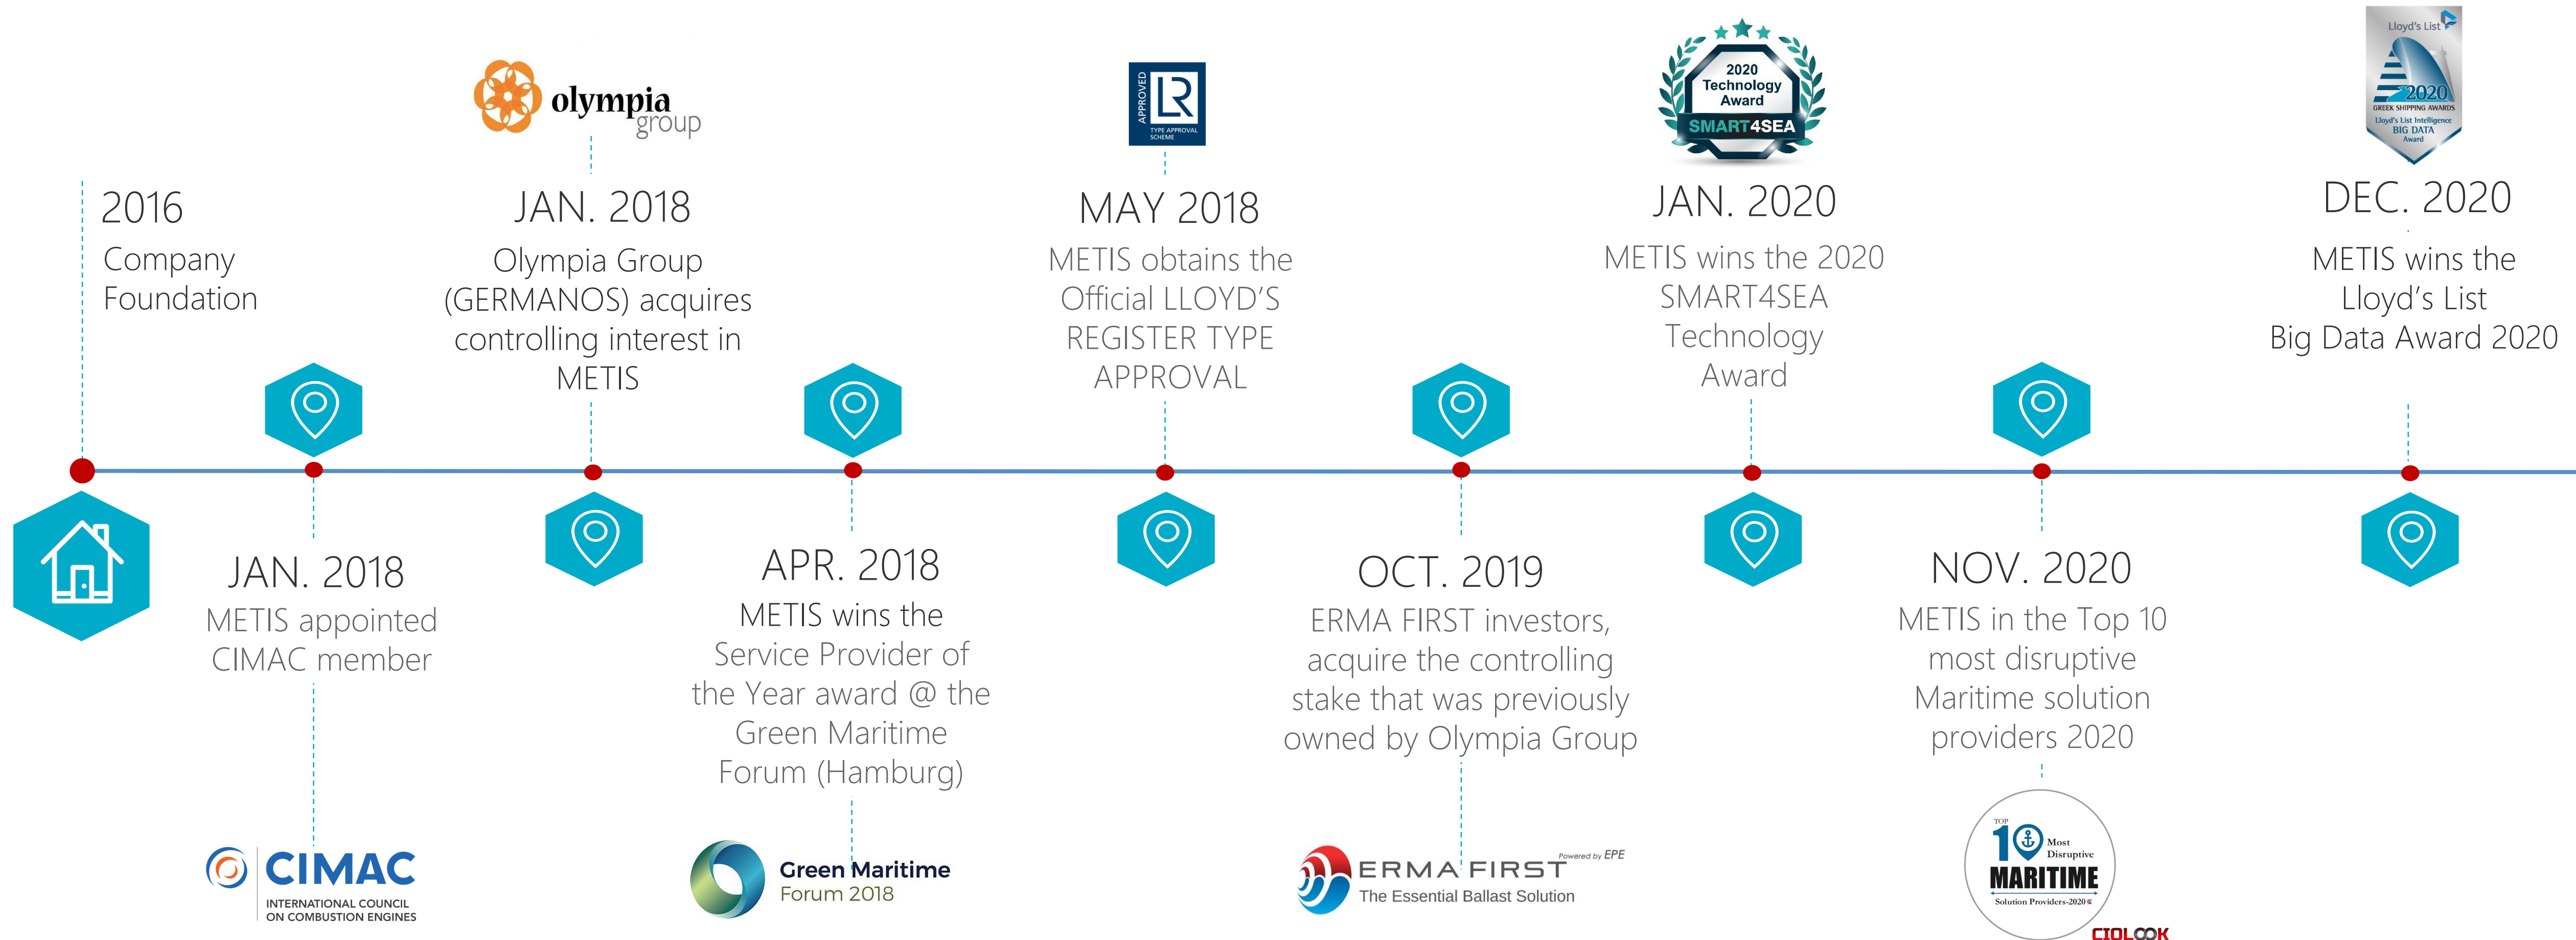 2016
Company
Foundation
JAN. 2018
METIS appointed
CIMAC member
CIMAC
INTERNATIONAL COUNCIL
ON COMBUSTION ENGINES
olympia
group
JAN. 2018
Olympia Group
(GERMANOS) acquires
controlling interest in
METIS
APR. 2018
METIS wins the
Service Provider of
the Year award @ the
Green Maritime
Forum (Hamburg)
Green Maritime
Forum 2018
APPROVED
LR
TYPE APPROVAL
SCHEME
MAY 2018
METIS obtains the
Official LLOYD'S
REGISTER TYPE
APPROVAL
OCT. 2019
ERMA FIRST investors,
acquire the controlling
stake that was previously
owned by Olympia Group
Powered by EPE
ERMA FIRST
The Essential Ballast Solution
2020
Technology
Award
SMART4SEA
JAN. 2020
METIS wins the 2020
SMART4SEA
Technology
Award
NOV. 2020
METIS in the Top 10
most disruptive
Maritime solution
providers 2020
TOP
10
Most
Disruptive
MARITIME
Solution Providers-2020
CIOLOOK
Lloyd's List
2020
GREEK SHIPPING AWARDS
Lloyd's List Intelligence
BIG DATA
Award
DEC. 2020
METIS wins the
Lloyd's List
Big Data Award 2020